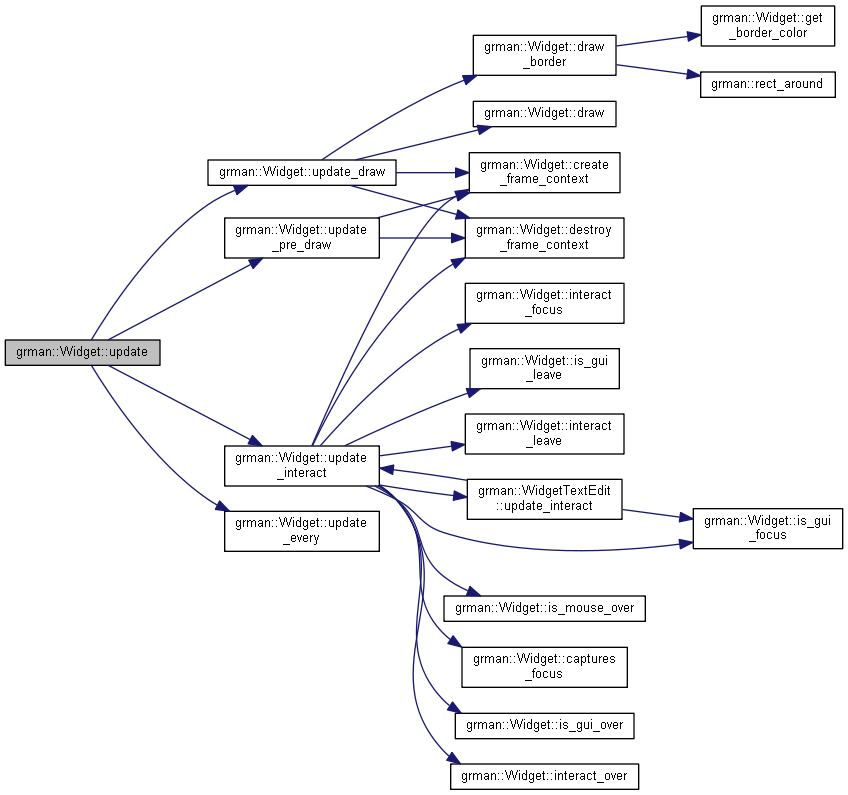 grman::Widget::update
grman::Widget::update_draw
grman::Widget::update
_pre_draw
grman::Widget::update
_interact
grman::Widget::update
_every
grman::Widget::draw
_border
grman::Widget::draw
grman::Widget::create
_frame_context
grman::Widget::destroy
_frame_context
grman::Widget::interact
_focus
grman::Widget::is_gui
_leave
grman::Widget::interact
_leave
grman::WidgetTextEdit
::update_interact
grman::Widget::is_mouse_over
grman::Widget::captures
_focus
grman::Widget::is_gui_over
grman::Widget::interact_over
grman::Widget::get
_border_color
grman::rect_around
grman::Widget::is_gui
_focus